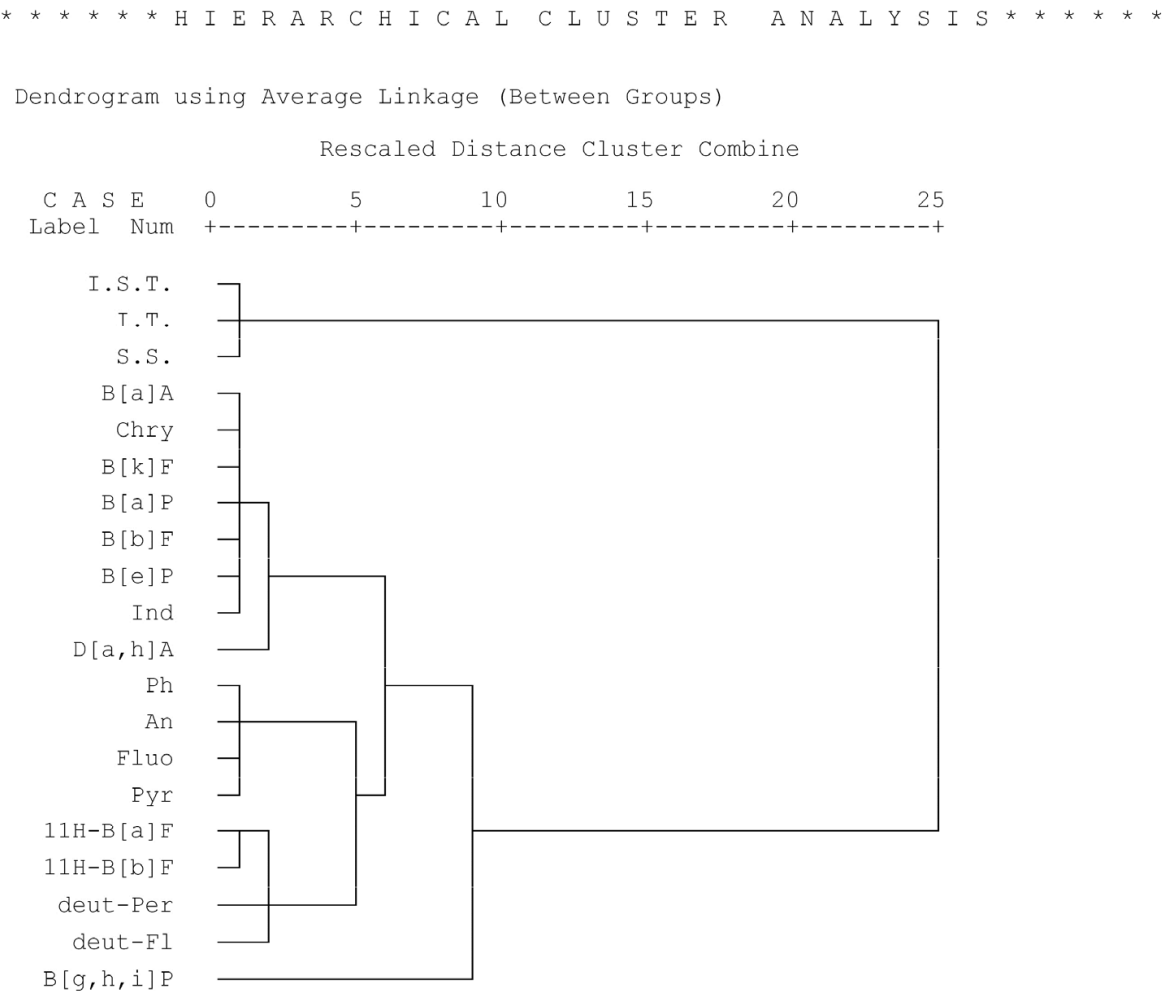 * * * * * * H I E R A R C H I C A L C L U S T E R A N A L Y S I S * * * * * *
Dendrogram using Average Linkage (Between Groups)
Rescaled Distance Cluster Combine
C A S E 0 5 10 15 20 25
Label Num +---------+---------+---------+---------+---------+
I.S.T.
T.T.
S.S.
B[a]A
Chry
B[k]F
B[a]P
B[b]F
B[e]P
Ind
D[a,h]A
Ph
An
Fluo
Pyr
11H-B[a]F
11H-B[b]F
deut-Per
deut-Fl
B[g,h,i]P